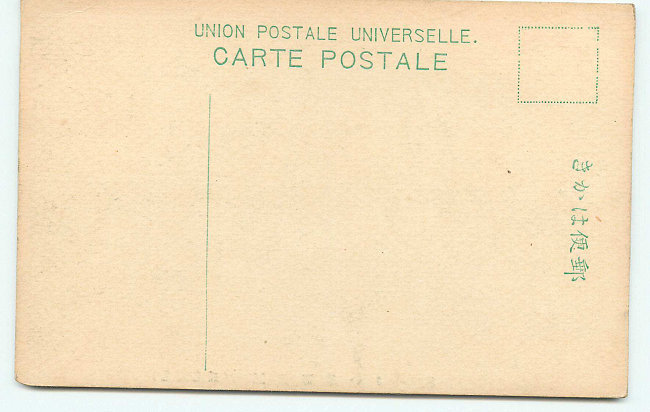 UNION POSTALE UNIVERSELLE.
CARTE POSTALE
郵便はかき